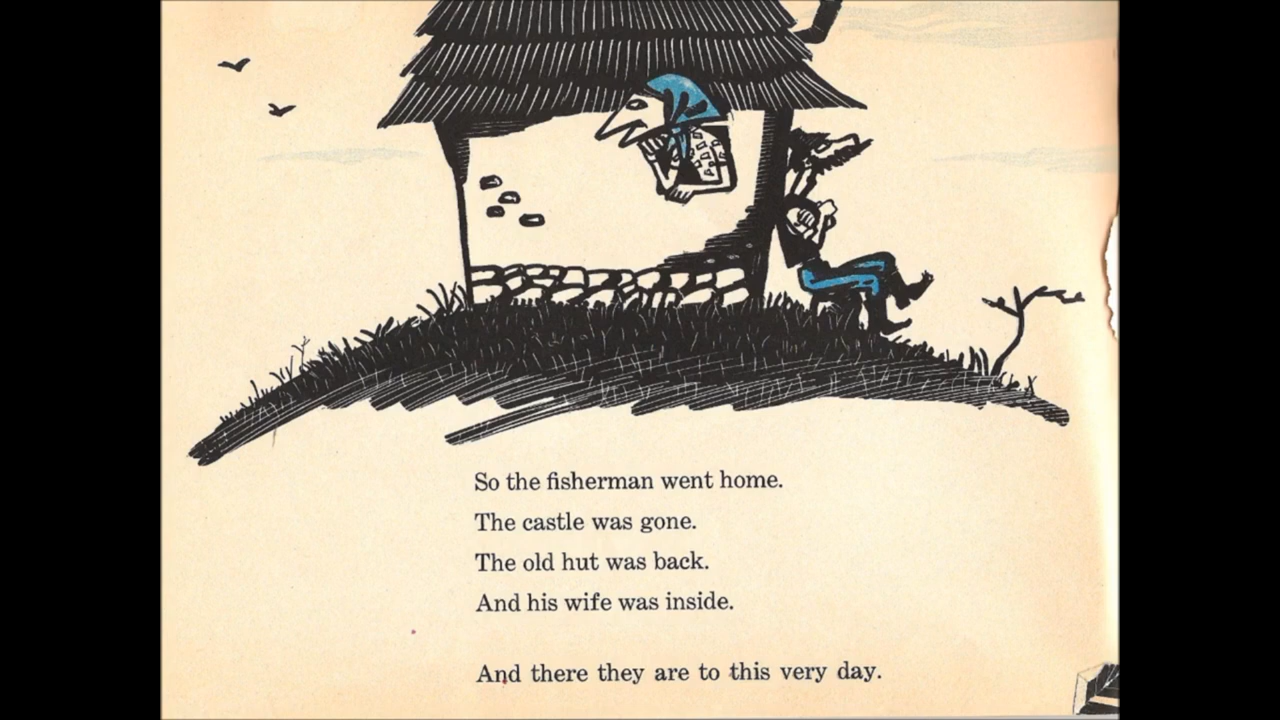 So the fisherman went home.
The castle was gone.
The old hut was back.
And his wife was inside.
And there they are to this very day.